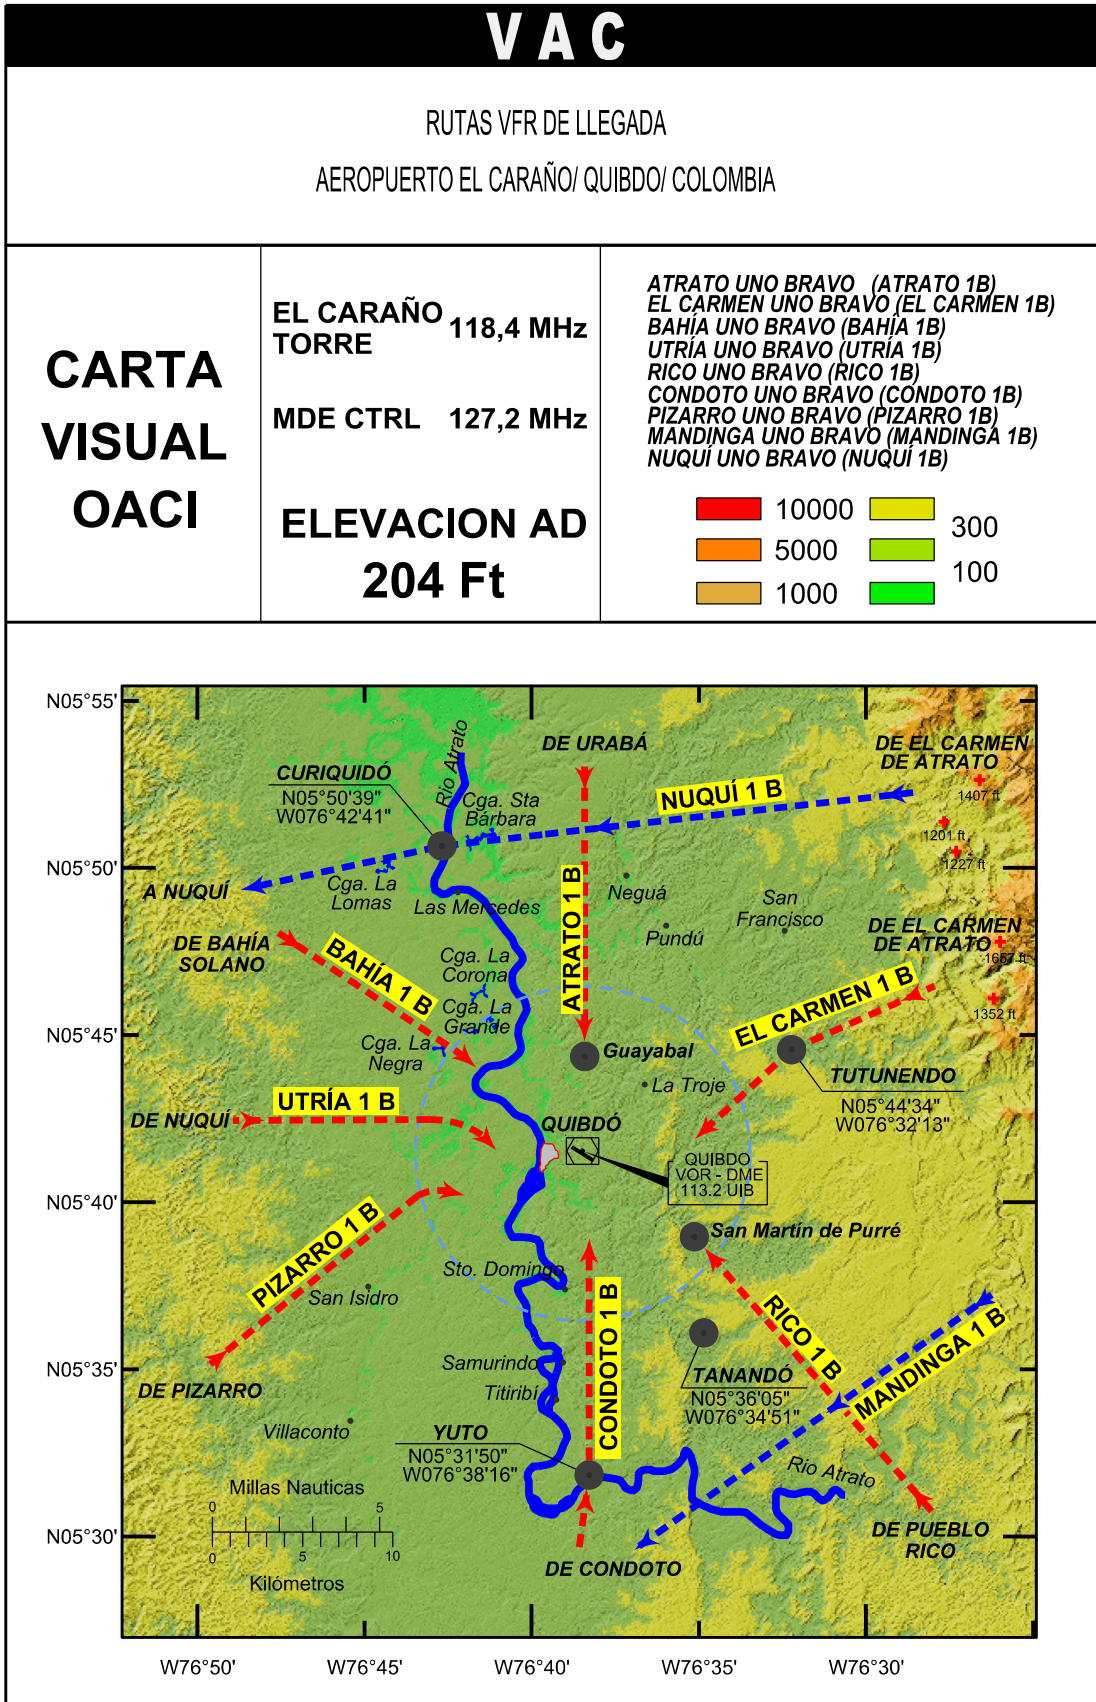 VAC
RUTAS VFR DE LLEGADA
AEROPUERTO EL CARAÑO/ QUIBDO/ COLOMBIA
CARTA
VISUAL
OACI
EL CARAÑO
TORRE
118,4 MHz
MDE CTRL 127,2 MHz
ELEVACION AD
204 Ft
ATRATO UNO BRAVO (ATRATO 1B)
EL CARMEN UNO BRAVO (EL CARMEN 1B)
BAHÍA UNO BRAVO (BAHÍA 1B)
UTRÍA UNO BRAVO (UTRÍA 1B)
RICO UNO BRAVO (RICO 1B)
CONDOTO UNO BRAVO (CONDOTO 1B)
PIZARRO UNO BRAVO (PIZARRO 1B)
MANDINGA UNO BRAVO (MANDINGA 1B)
NUQUÍ UNO BRAVO (NUQUÍ 1B)
10000
5000
1000
300
100
N05°55'
N05°50'
N05°45'
N05°40'
N05°35'
N05°30'
DE URABÁ
DE EL CARMEN
DE ATRATO
1407 ft
1201 ft
1227 ft
CURIQUIDÓ
N05°50'39"
W076°42'41"
Rio Atrato
Cga. Sta
Bárbara
NUQUÍ 1 B
A NUQUÍ
Cga. La
Lomas
Las Mercedes
ATRATO 1 B
Neguá
San
Francisco
Pundú
DE EL CARMEN
DE ATRATO
1657 ft
1352 ft
DE BAHÍA
SOLANO
BAHÍA 1 B
Cga. La
Corona
Cga. La
Grande
Cga. La
Negra
EL CARMEN 1 B
Guayabal
La Troje
TUTUNENDO
N05°44'34"
W076°32'13"
DE NUQUÍ
UTRÍA 1 B
QUIBDÓ
QUIBDO
VOR - DME
113.2 UIB
PIZARRO 1 B
San Martín de Purré
Sto. Domingo
San Isidro
CONDOTO 1 B
RICO 1 B
MANDINGA 1 B
DE PIZARRO
Samurindo
Titiribí
TANANDÓ
N05°36'05"
W076°34'51"
Villaconto
YUTO
N05°31'50"
W076°38'16"
Rio Atrato
Millas Nauticas
0 5
0 5 10
Kilómetros
DE CONDOTO
DE PUEBLO
RICO
W76°50' W76°45' W76°40' W76°35' W76°30'